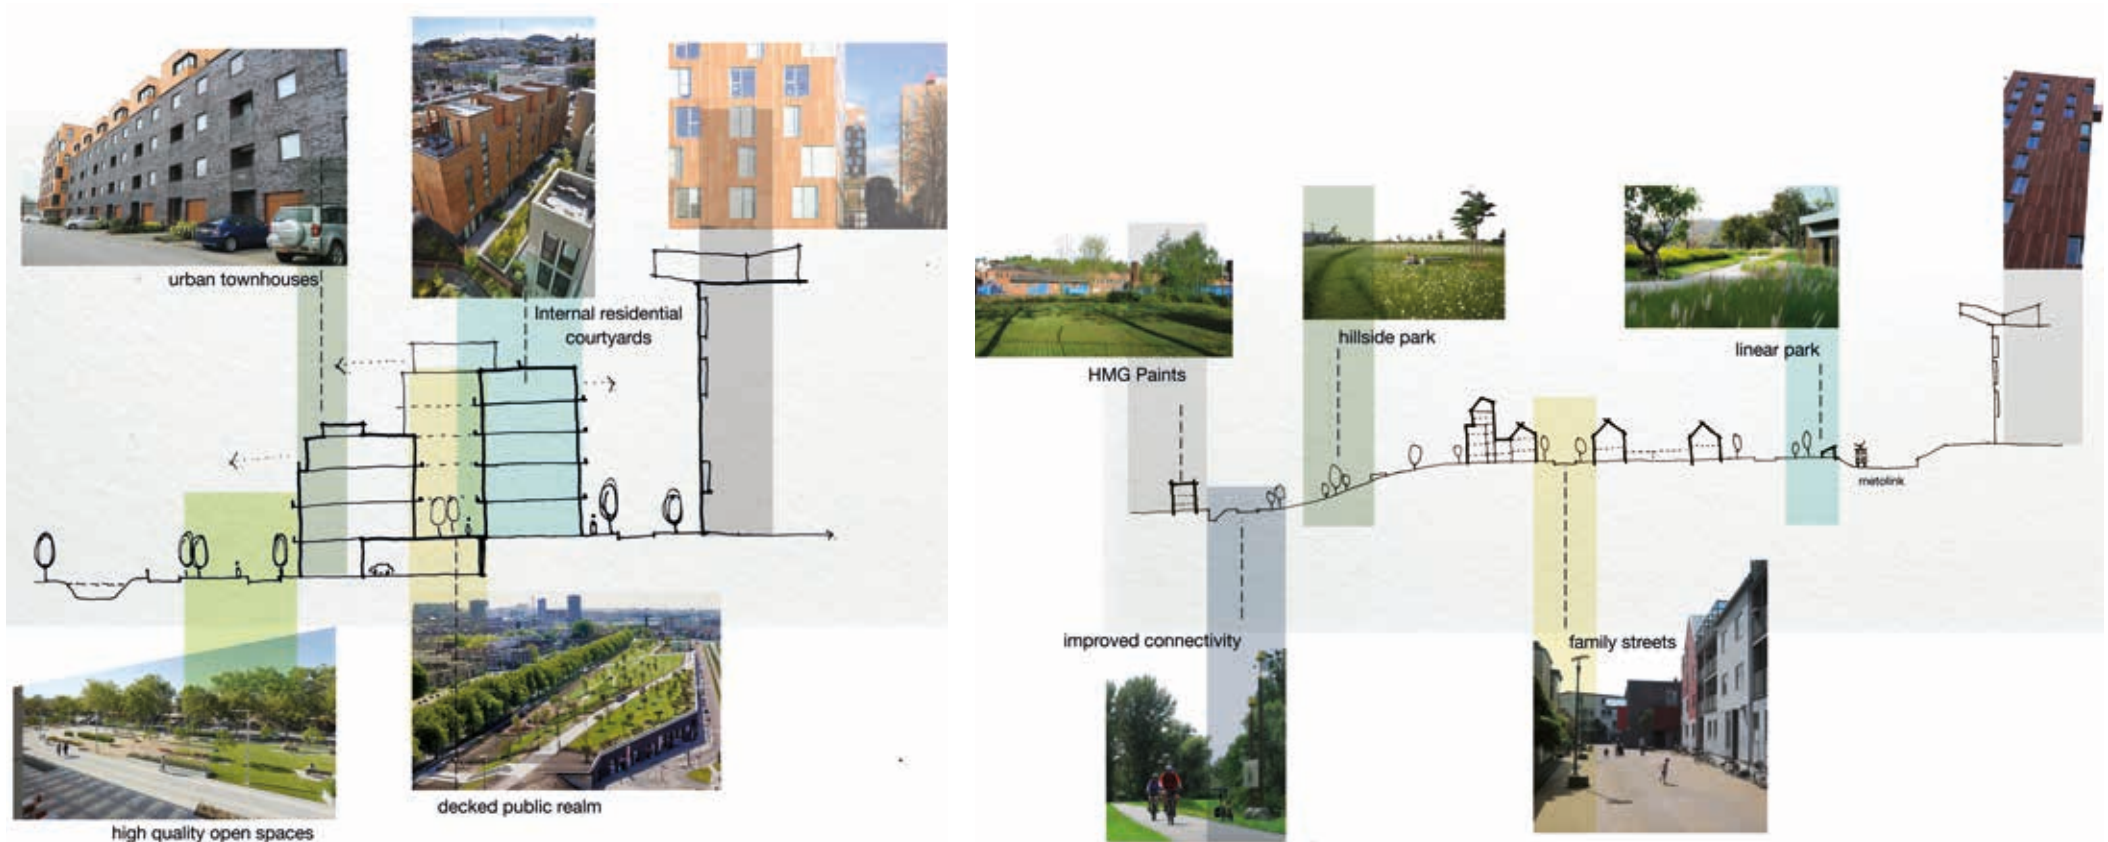 urban townhouses
Internal residential
courtyards
decked public realm
high quality open spaces
HMG Paints
hillside park
linear park
metolink
improved connectivity
family streets